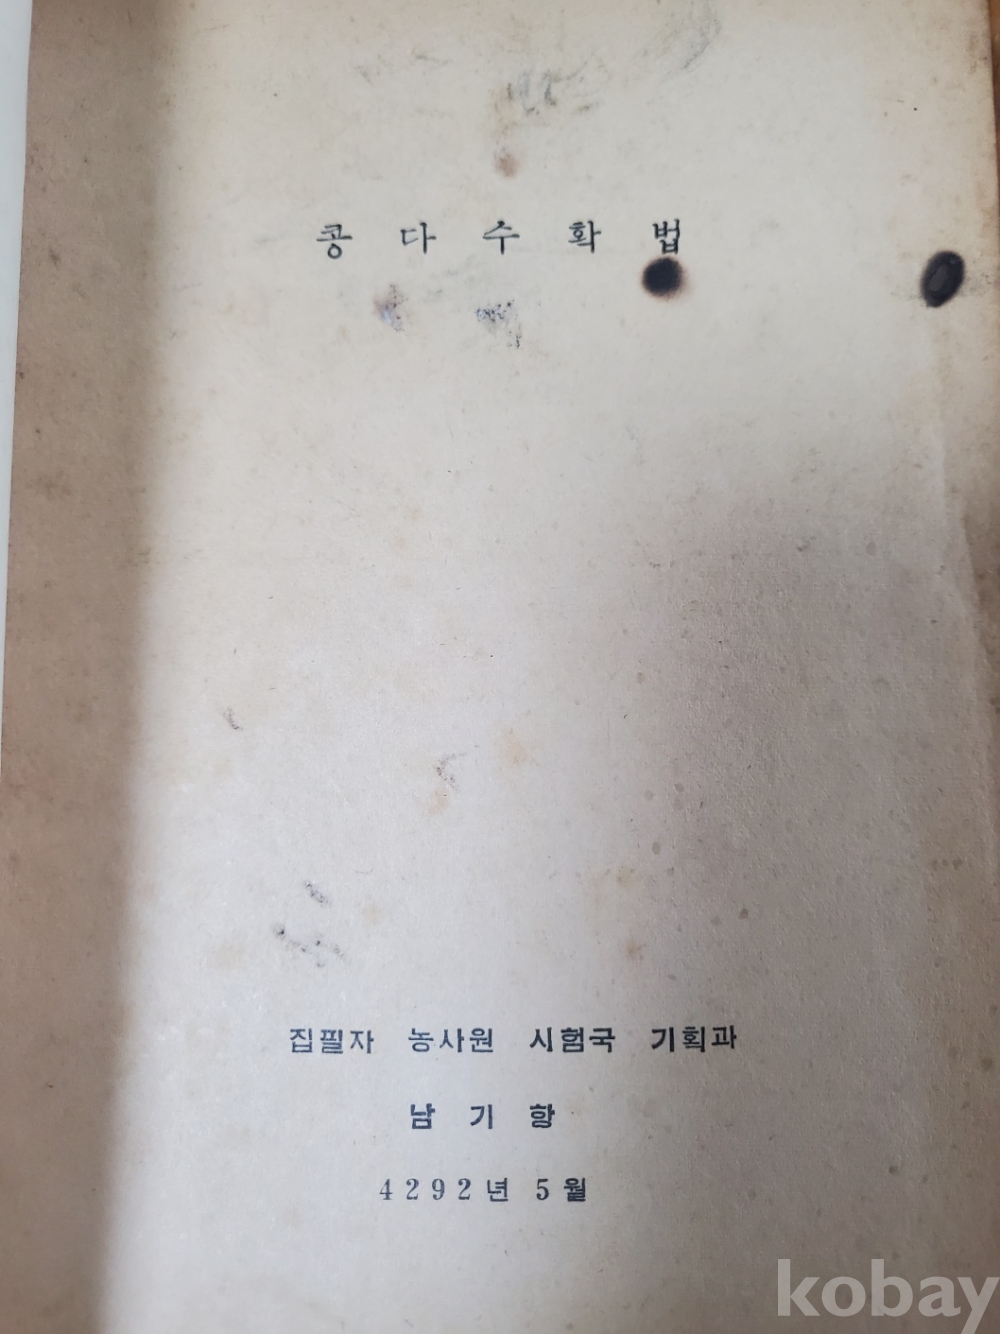 콩 다 수 확 법
집필자 농사원 시험국 기획과
남 기 항
4292년 5월
kobay